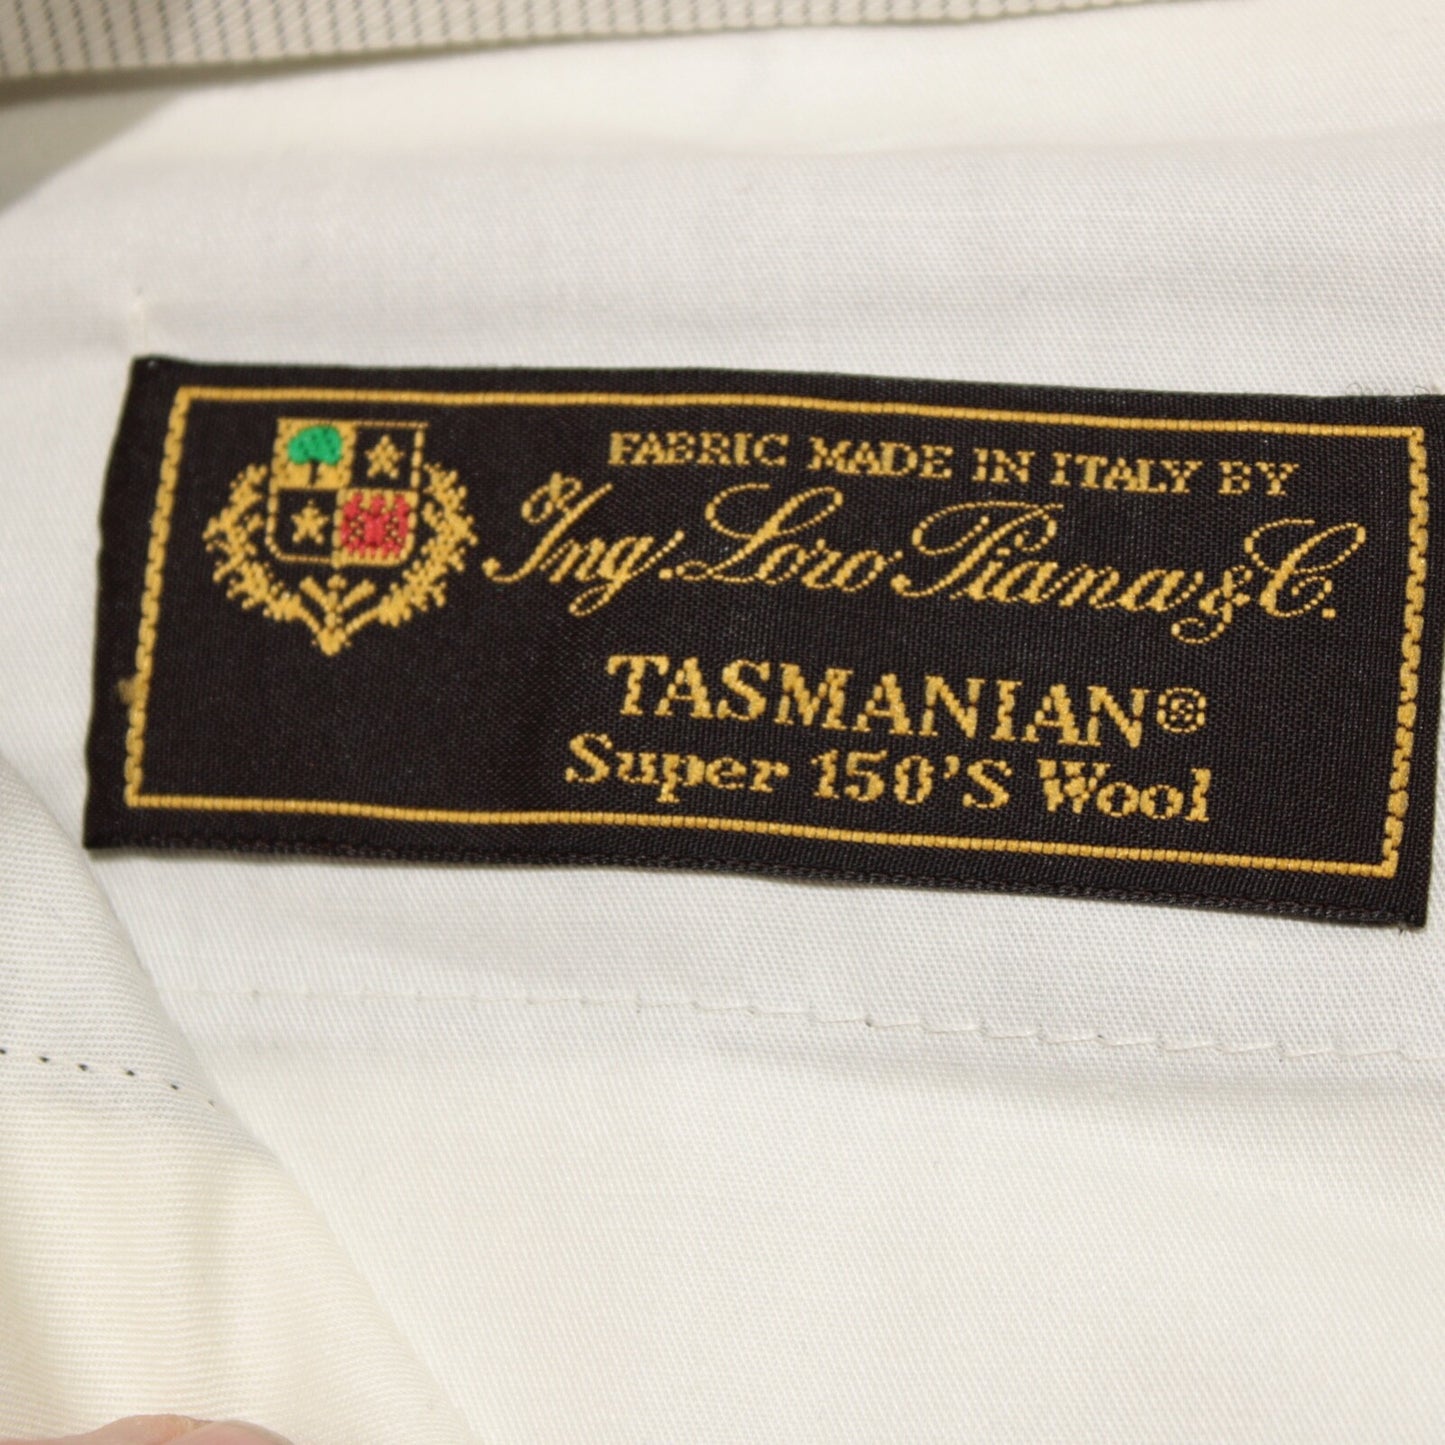 FABRIC MADE IN ITALY BY
Ing. Loro Piana & C.
TASMANIAN®
Super 150'S Wool